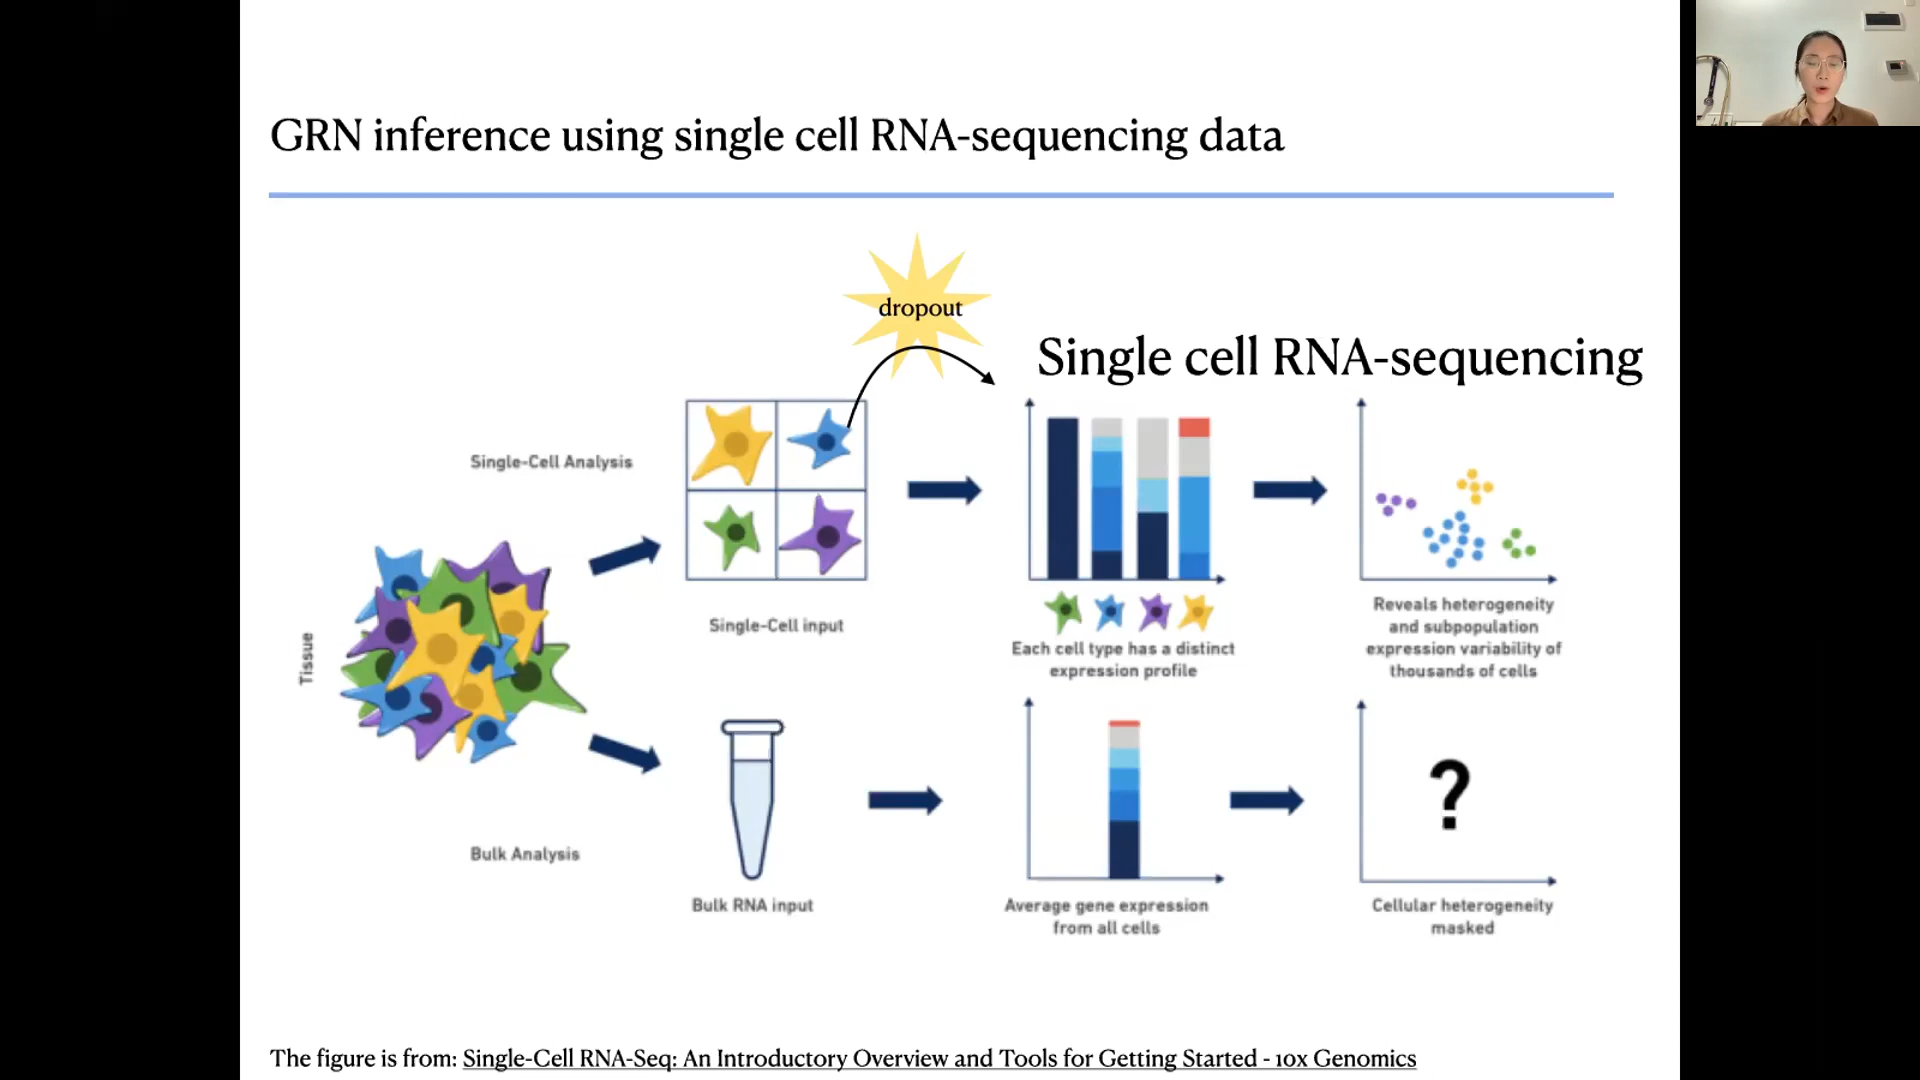 GRN inference using single cell RNA-sequencing data
dropout
Single cell RNA-sequencing
Single-Cell Analysis
Single-Cell input
Each cell type has a distinct
expression profile
Reveals heterogeneity
and subpopulation
expression variability of
thousands of cells
Tissue
Bulk Analysis
Bulk RNA input
Average gene expression
from all cells
?
Cellular heterogeneity
masked
The figure is from: Single-Cell RNA-Seq: An Introductory Overview and Tools for Getting Started - 10x Genomics